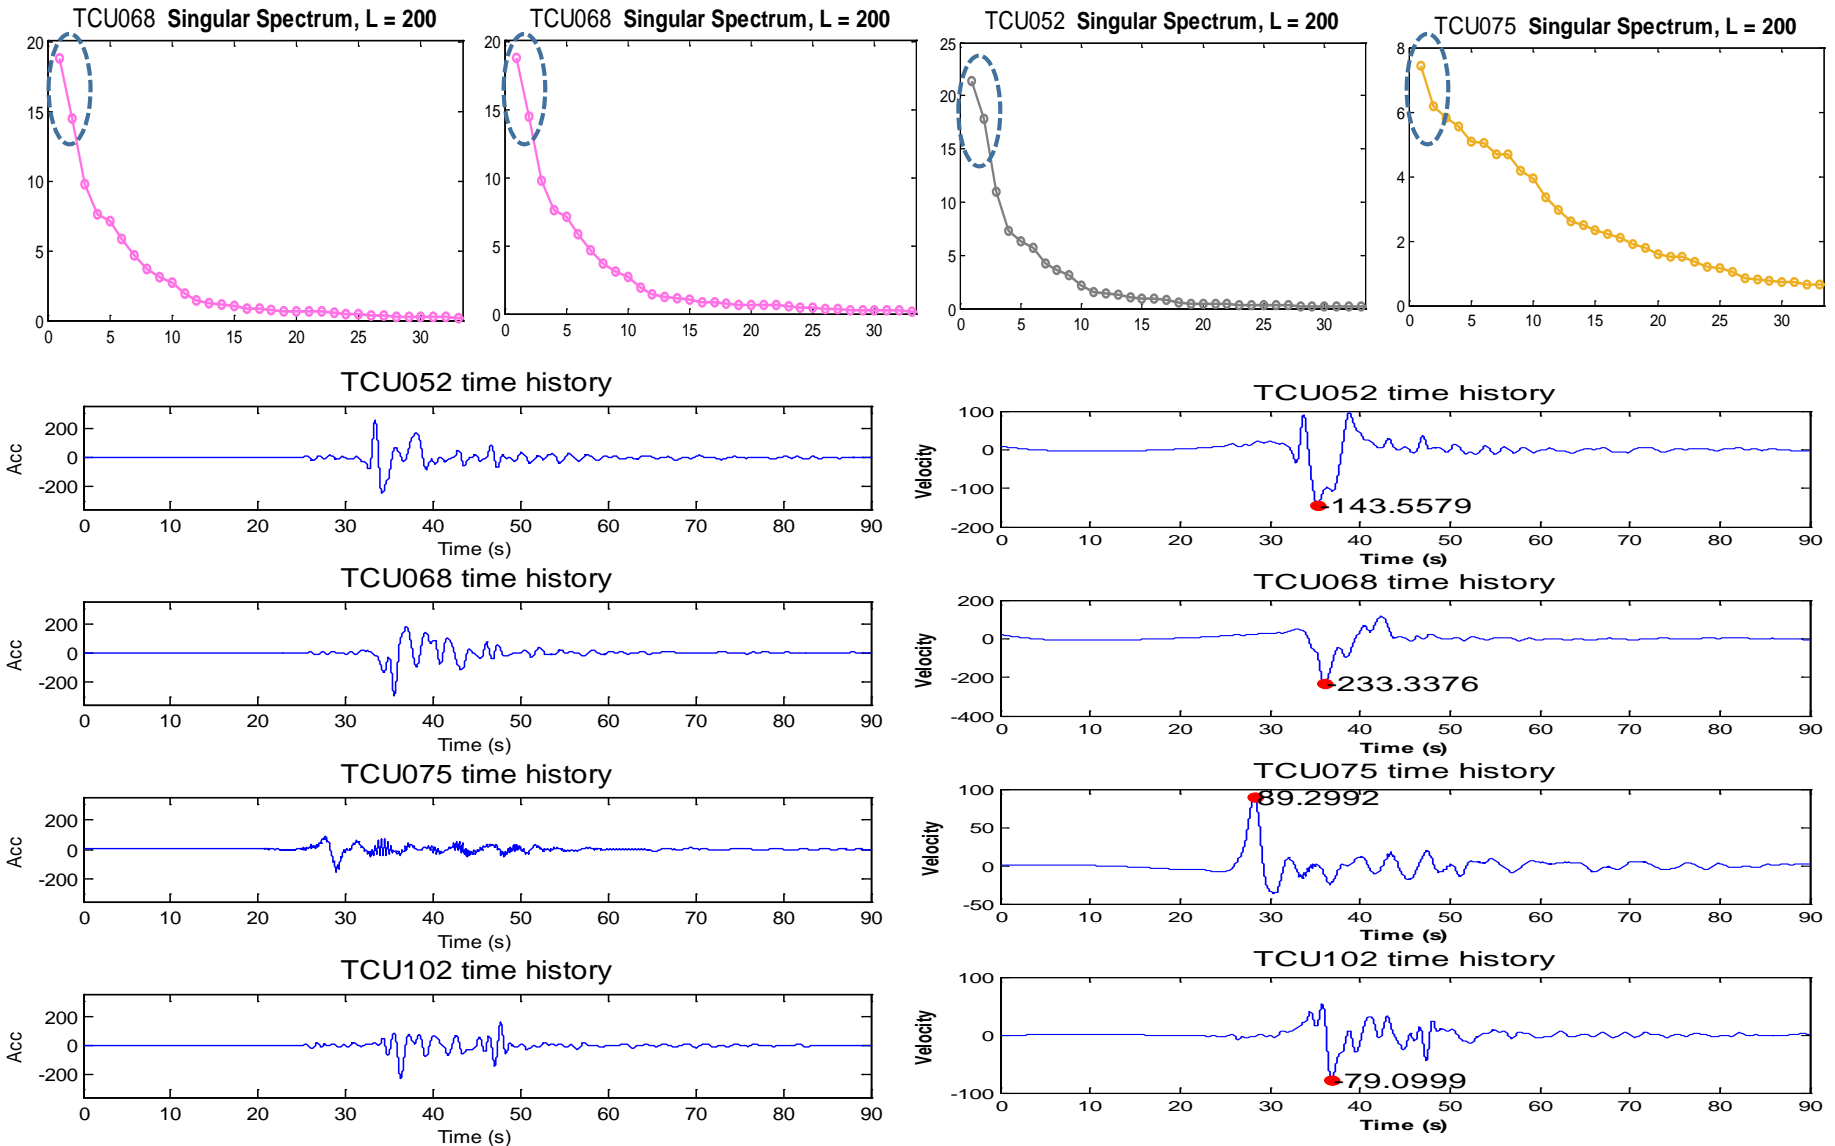 TCU068 Singular Spectrum, L = 200
20
15
10
5
0
0 5 10 15 20 25 30
TCU068 Singular Spectrum, L = 200
20
15
10
5
0
0 5 10 15 20 25 30
TCU052 Singular Spectrum, L = 200
25
20
15
10
5
0
0 5 10 15 20 25 30
TCU075 Singular Spectrum, L = 200
8
6
4
2
0
0 5 10 15 20 25 30
TCU052 time history
Acc
200
0
-200
0 10 20 30 40 50 60 70 80 90
Time (s)
TCU052 time history
Velocity
100
0
-100
-200
-143.5579
0 10 20 30 40 50 60 70 80 90
Time (s)
TCU068 time history
Acc
200
0
-200
0 10 20 30 40 50 60 70 80 90
Time (s)
TCU068 time history
Velocity
200
0
-200
-400
-233.3376
0 10 20 30 40 50 60 70 80 90
Time (s)
TCU075 time history
Acc
200
0
-200
0 10 20 30 40 50 60 70 80 90
Time (s)
TCU075 time history
Velocity
100
50
0
-50
89.2992
0 10 20 30 40 50 60 70 80 90
Time (s)
TCU102 time history
Acc
200
0
-200
0 10 20 30 40 50 60 70 80 90
Time (s)
TCU102 time history
Velocity
100
0
-100
-79.0999
0 10 20 30 40 50 60 70 80 90
Time (s)